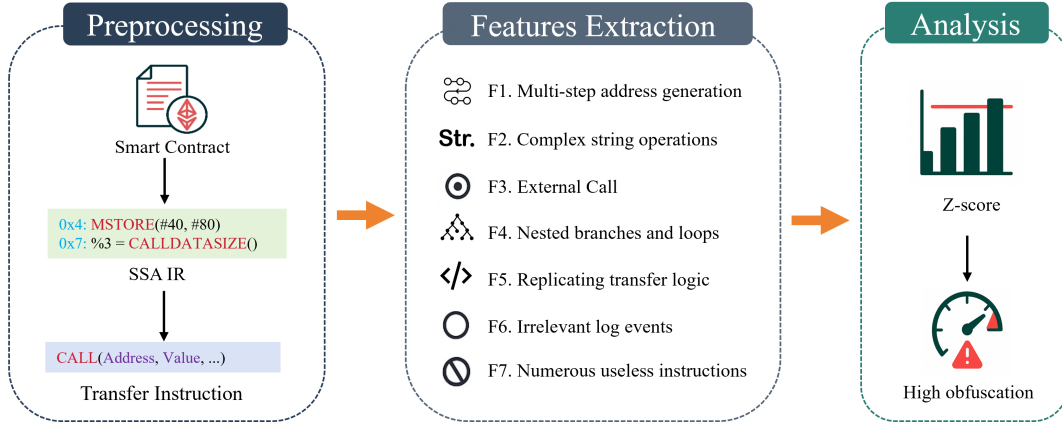 Preprocessing
Smart Contract
0x4: MSTORE(#40, #80)
0x7: %3 = CALLDATASIZE()
SSA IR
CALL(Address, Value, ...)
Transfer Instruction
Features Extraction
F1. Multi-step address generation
Str. F2. Complex string operations
F3. External Call
F4. Nested branches and loops
</> F5. Replicating transfer logic
F6. Irrelevant log events
F7. Numerous useless instructions
Analysis
Z-score
High obfuscation